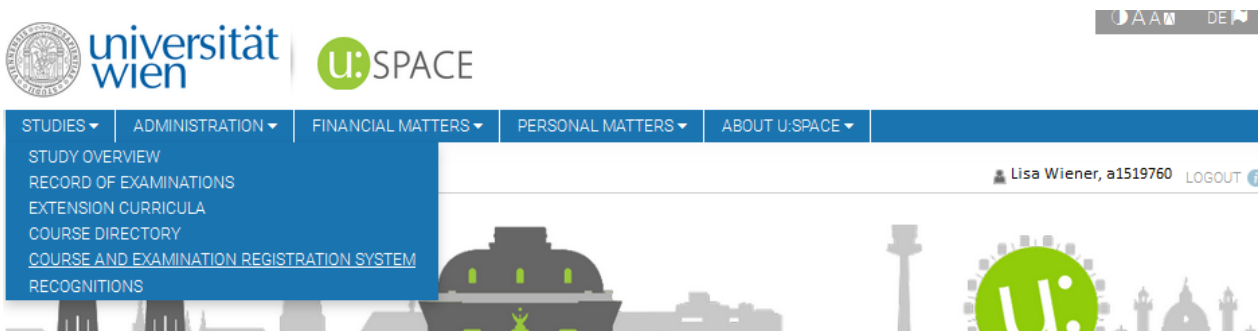 A A A DE
universität
wien
u: SPACE
STUDIES ADMINISTRATION FINANCIAL MATTERS PERSONAL MATTERS ABOUT U:SPACE
STUDY OVERVIEW
RECORD OF EXAMINATIONS
EXTENSION CURRICULA
COURSE DIRECTORY
COURSE AND EXAMINATION REGISTRATION SYSTEM
RECOGNITIONS
Lisa Wiener, a1519760 LOGOUT i
u: